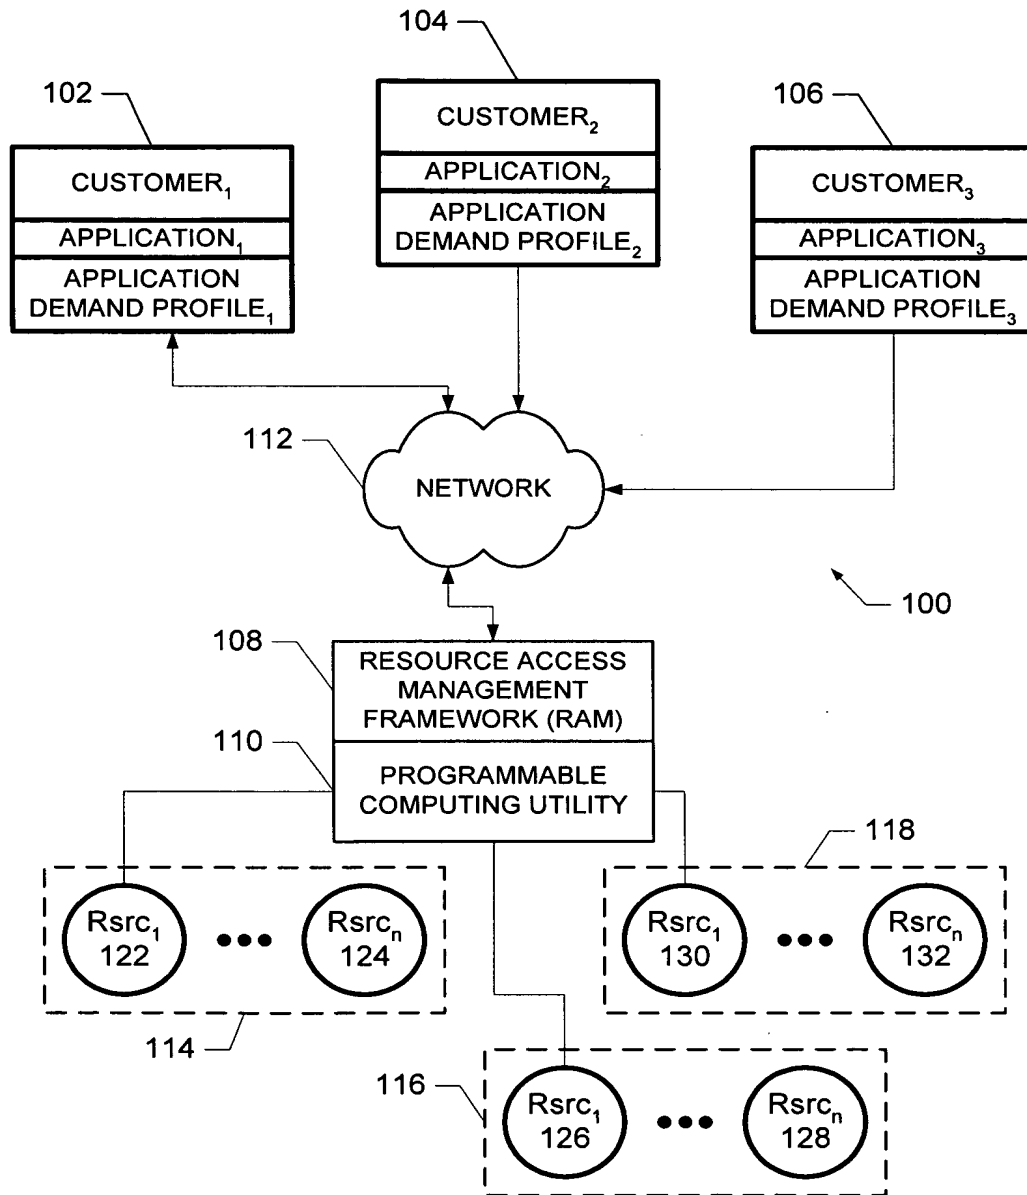 104
102
106
CUSTOMER₂
APPLICATION₂
APPLICATION
DEMAND PROFILE₂
CUSTOMER₁
APPLICATION₁
APPLICATION
DEMAND PROFILE₁
CUSTOMER₃
APPLICATION₃
APPLICATION
DEMAND PROFILE₃
112
NETWORK
100
108
RESOURCE ACCESS
MANAGEMENT
FRAMEWORK (RAM)
110
PROGRAMMABLE
COMPUTING UTILITY
118
Rsrc₁
122
Rsrcₙ
124
Rsrc₁
130
Rsrcₙ
132
114
116
Rsrc₁
126
Rsrcₙ
128